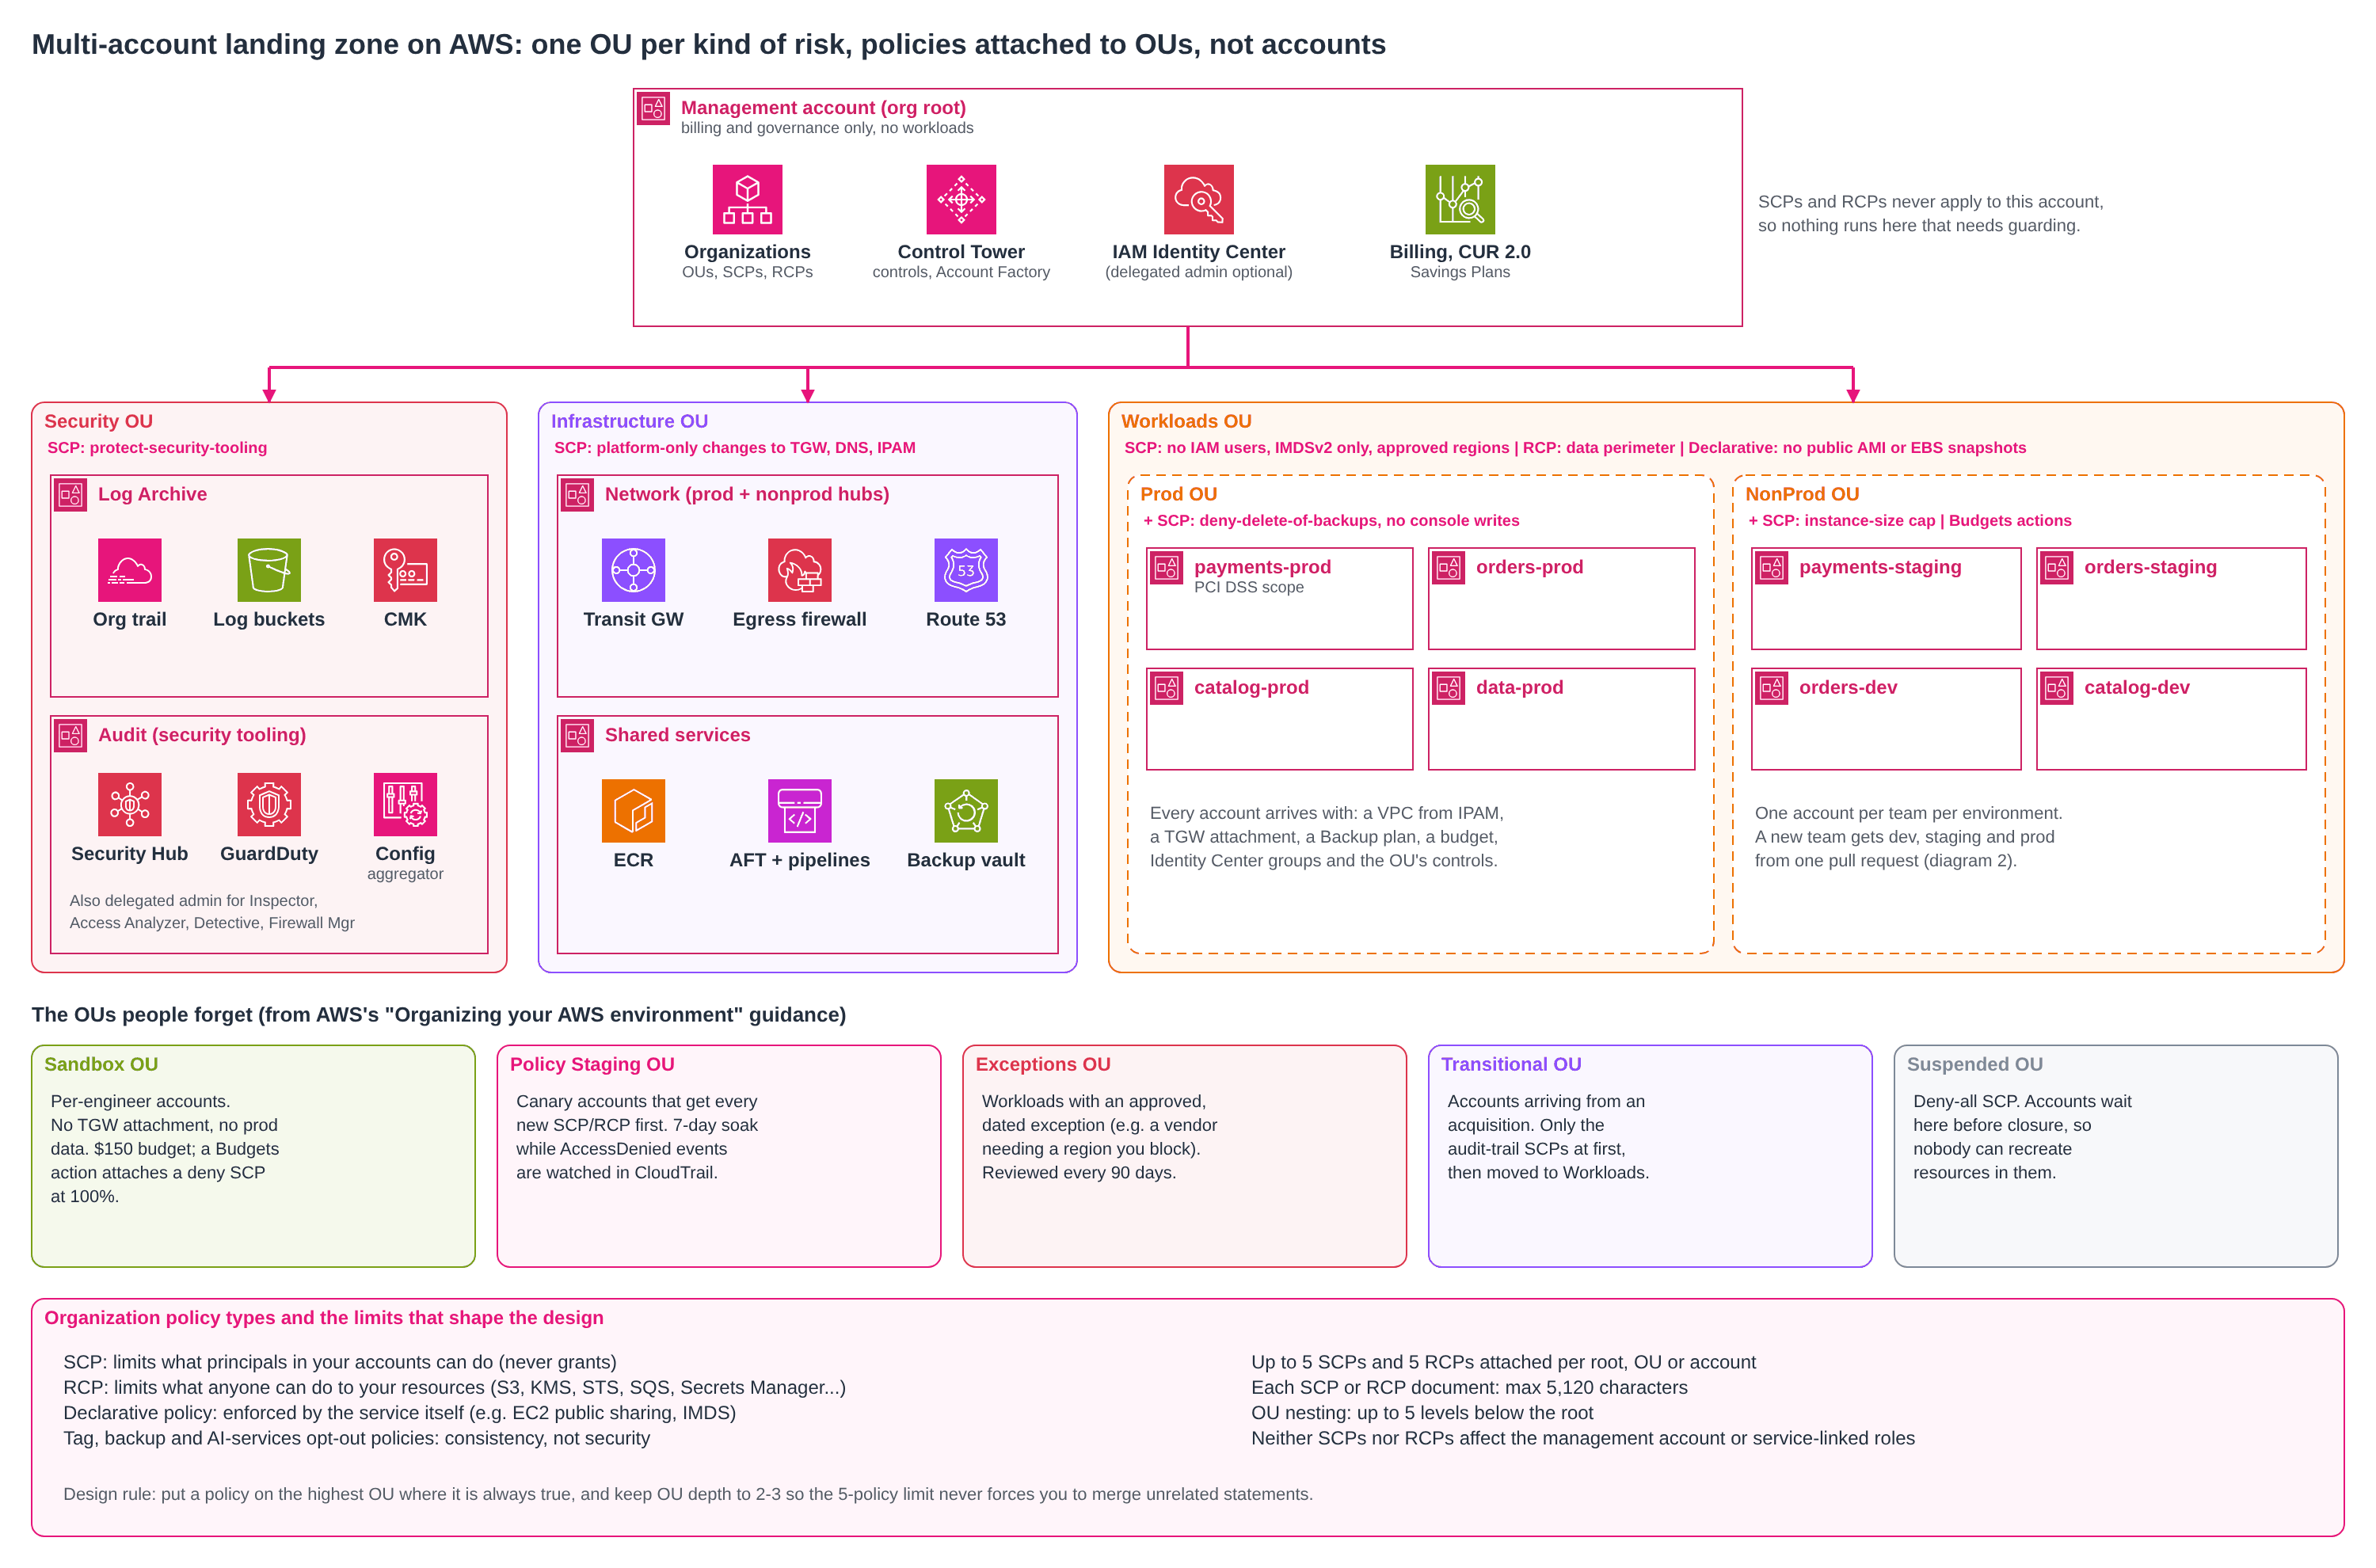 Multi-account landing zone on AWS: one OU per kind of risk, policies attached to OUs, not accounts
Management account (org root)
billing and governance only, no workloads
Organizations
OUs, SCPs, RCPs
Control Tower
controls, Account Factory
IAM Identity Center
(delegated admin optional)
Billing, CUR 2.0
Savings Plans
SCPs and RCPs never apply to this account,
so nothing runs here that needs guarding.
Security OU
SCP: protect-security-tooling
Log Archive
Org trail
Log buckets
CMK
Audit (security tooling)
Security Hub
GuardDuty
Config
aggregator
Also delegated admin for Inspector,
Access Analyzer, Detective, Firewall Mgr
Infrastructure OU
SCP: platform-only changes to TGW, DNS, IPAM
Network (prod + nonprod hubs)
Transit GW
Egress firewall
53
Route 53
Shared services
ECR
AFT + pipelines
Backup vault
Workloads OU
SCP: no IAM users, IMDSv2 only, approved regions | RCP: data perimeter | Declarative: no public AMI or EBS snapshots
Prod OU
+ SCP: deny-delete-of-backups, no console writes
payments-prod
PCI DSS scope
orders-prod
catalog-prod
data-prod
Every account arrives with: a VPC from IPAM,
a TGW attachment, a Backup plan, a budget,
Identity Center groups and the OU's controls.
NonProd OU
+ SCP: instance-size cap | Budgets actions
payments-staging
orders-staging
orders-dev
catalog-dev
One account per team per environment.
A new team gets dev, staging and prod
from one pull request (diagram 2).
The OUs people forget (from AWS's "Organizing your AWS environment" guidance)
Sandbox OU
Per-engineer accounts.
No TGW attachment, no prod
data. $150 budget; a Budgets
action attaches a deny SCP
at 100%.
Policy Staging OU
Canary accounts that get every
new SCP/RCP first. 7-day soak
while AccessDenied events
are watched in CloudTrail.
Exceptions OU
Workloads with an approved,
dated exception (e.g. a vendor
needing a region you block).
Reviewed every 90 days.
Transitional OU
Accounts arriving from an
acquisition. Only the
audit-trail SCPs at first,
then moved to Workloads.
Suspended OU
Deny-all SCP. Accounts wait
here before closure, so
nobody can recreate
resources in them.
Organization policy types and the limits that shape the design
SCP: limits what principals in your accounts can do (never grants)
RCP: limits what anyone can do to your resources (S3, KMS, STS, SQS, Secrets Manager...)
Declarative policy: enforced by the service itself (e.g. EC2 public sharing, IMDS)
Tag, backup and AI-services opt-out policies: consistency, not security
Up to 5 SCPs and 5 RCPs attached per root, OU or account
Each SCP or RCP document: max 5,120 characters
OU nesting: up to 5 levels below the root
Neither SCPs nor RCPs affect the management account or service-linked roles
Design rule: put a policy on the highest OU where it is always true, and keep OU depth to 2-3 so the 5-policy limit never forces you to merge unrelated statements.